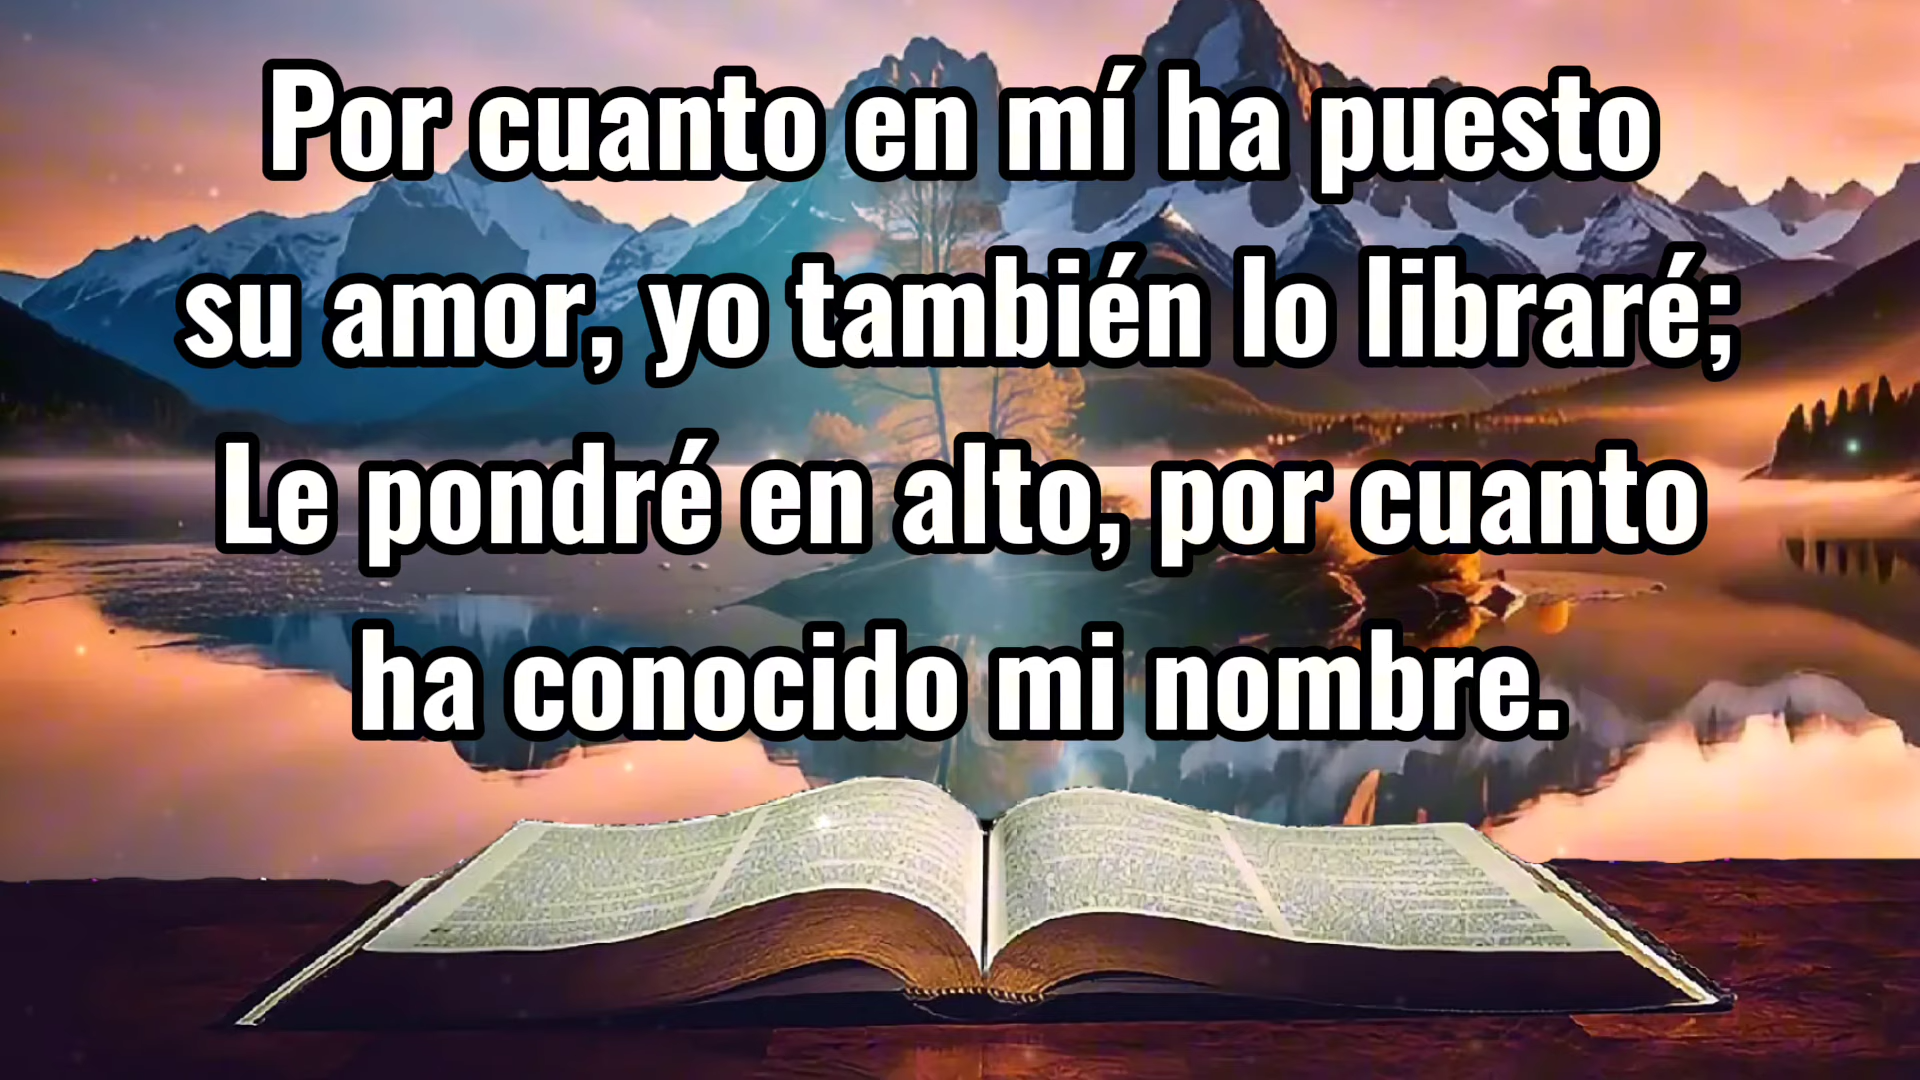 Por cuanto en mí ha puesto
su amor, yo también lo libraré;
Le pondré en alto, por cuanto
ha conocido mi nombre.